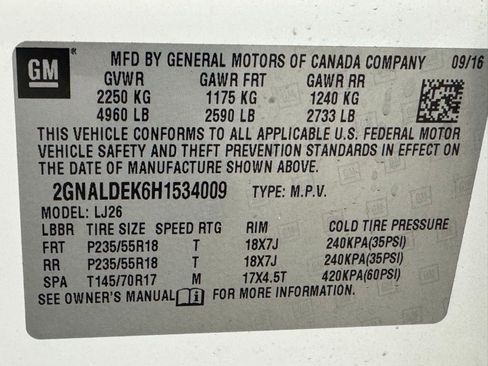 GM
MFD BY GENERAL MOTORS OF CANADA COMPANY 09/16
GVWR GAWR FRT GAWR RR
2250 KG 1175 KG 1240 KG
4960 LB 2590 LB 2733 LB
THIS VEHICLE CONFORMS TO ALL APPLICABLE U.S. FEDERAL MOTOR
VEHICLE SAFETY AND THEFT PREVENTION STANDARDS IN EFFECT ON
THE DATE OF MANUFACTURE SHOWN ABOVE.
2GNALDEK6H1534009 TYPE: M.P.V.
MODEL: LJ26
LBBR TIRE SIZE SPEED RTG RIM COLD TIRE PRESSURE
FRT P235/55R18 T 18X7J 240KPA(35PSI)
RR P235/55R18 T 18X7J 240KPA(35PSI)
SPA T145/70R17 M 17X4.5T 420KPA(60PSI)
SEE OWNER'S MANUAL FOR MORE INFORMATION.